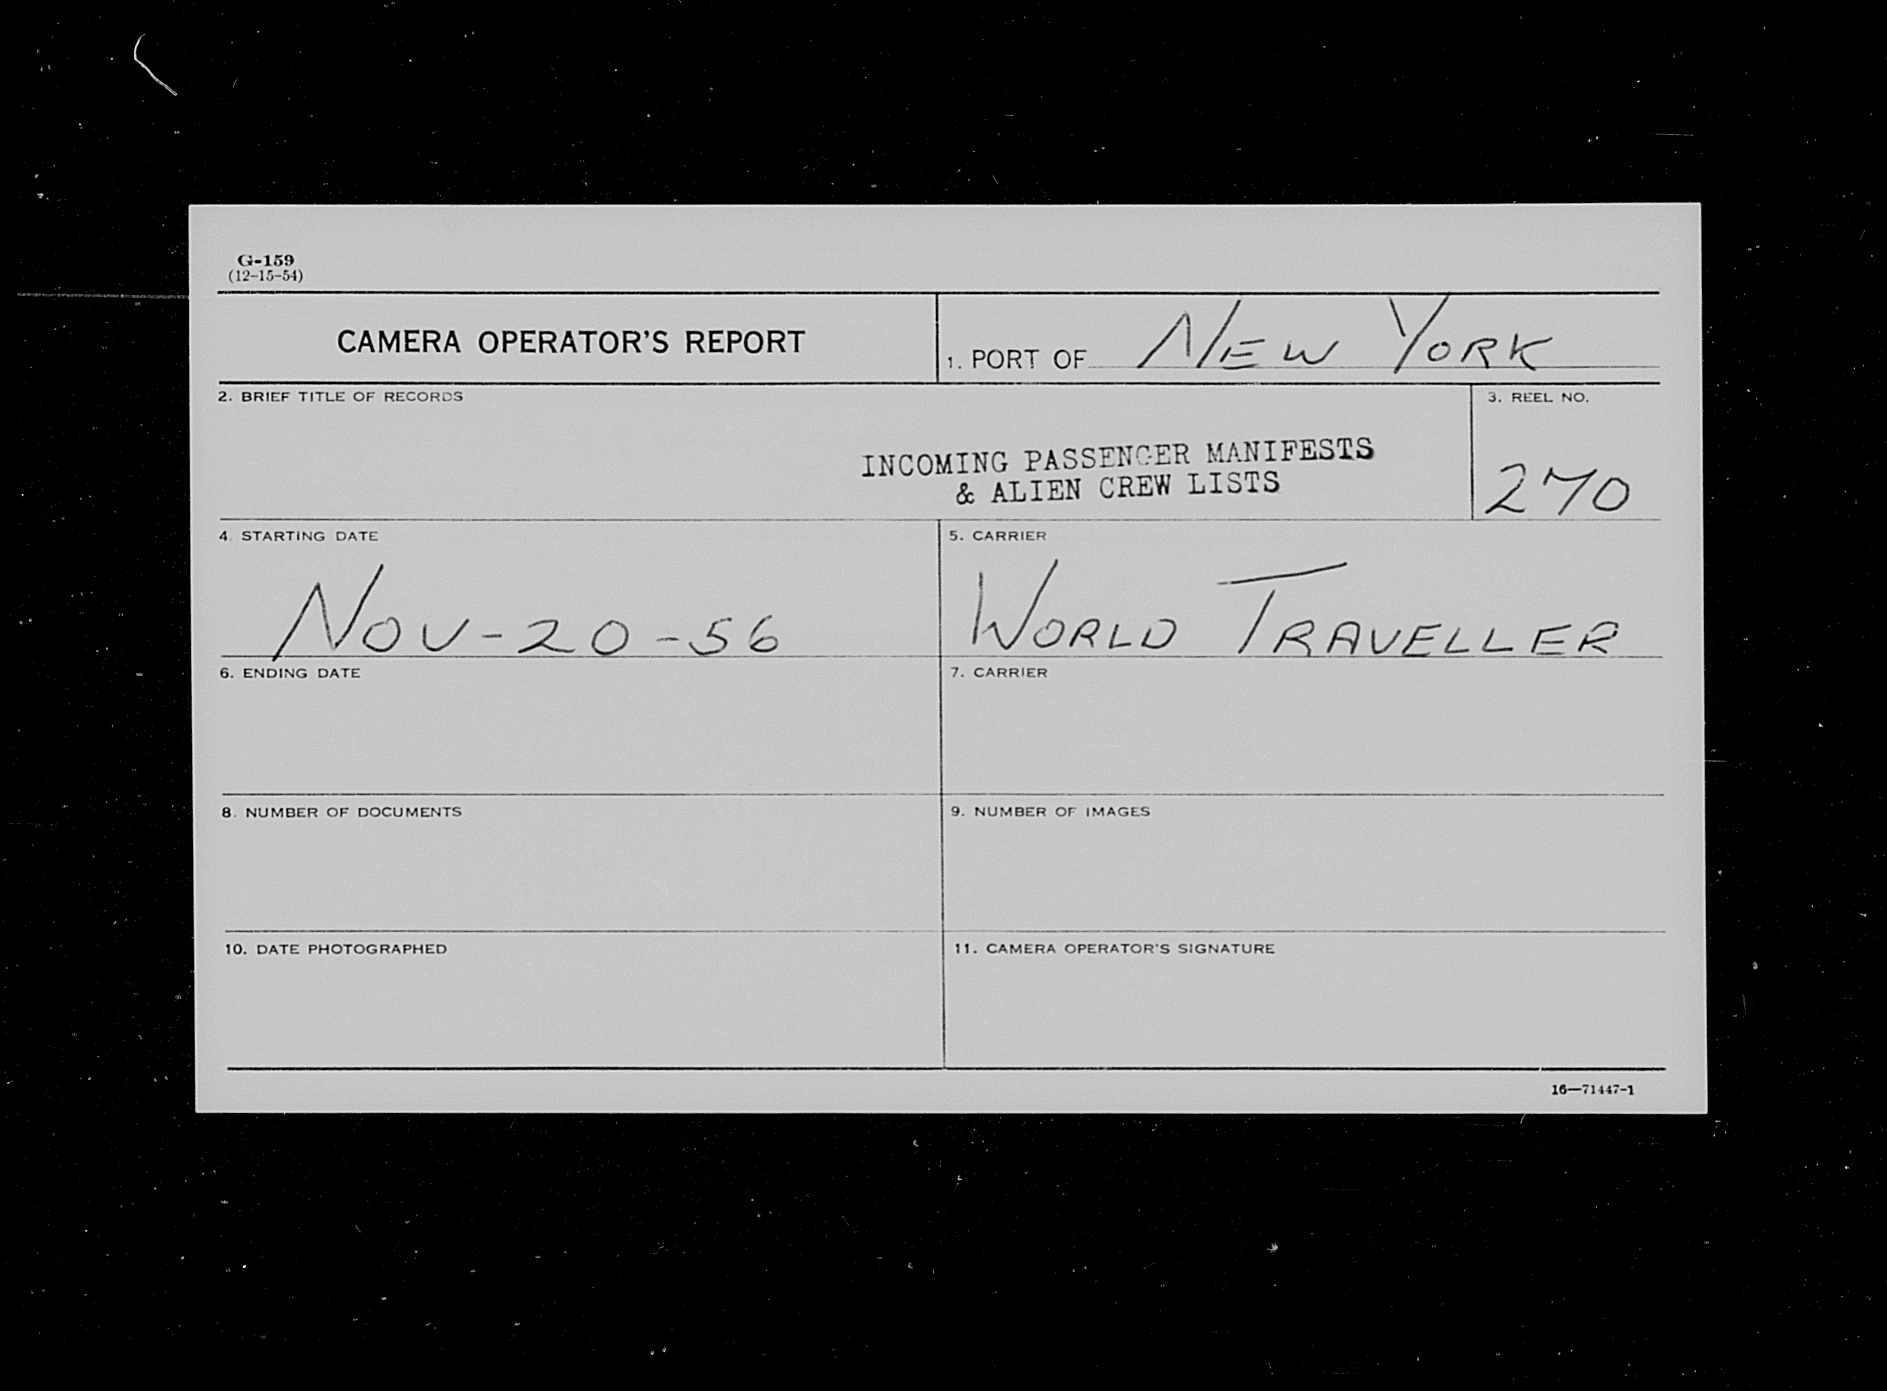 G-159
(12-15-54)
CAMERA OPERATOR'S REPORT
1. PORT OF NEW YORK
2. BRIEF TITLE OF RECORDS
INCOMING PASSENGER MANIFESTS
& ALIEN CREW LISTS
3. REEL NO.
270
4. STARTING DATE
NOV-20-56
5. CARRIER
WORLD TRAVELLER
6. ENDING DATE
7. CARRIER
8. NUMBER OF DOCUMENTS
9. NUMBER OF IMAGES
10. DATE PHOTOGRAPHED
11. CAMERA OPERATOR'S SIGNATURE
16—71447-1